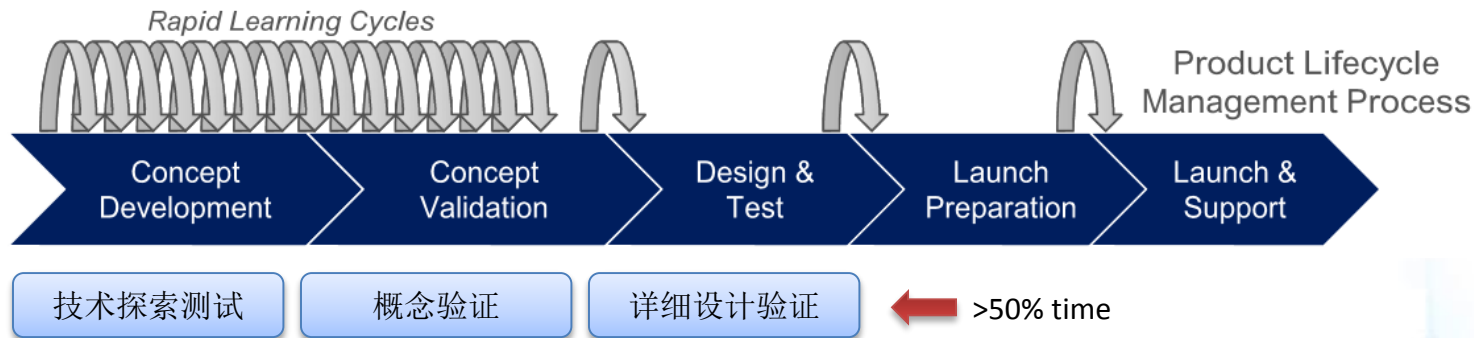 Rapid Learning Cycles
Product Lifecycle
Management Process
Concept
Development
Concept
Validation
Design &
Test
Launch
Preparation
Launch &
Support
技术探索测试
概念验证
详细设计验证
>50% time